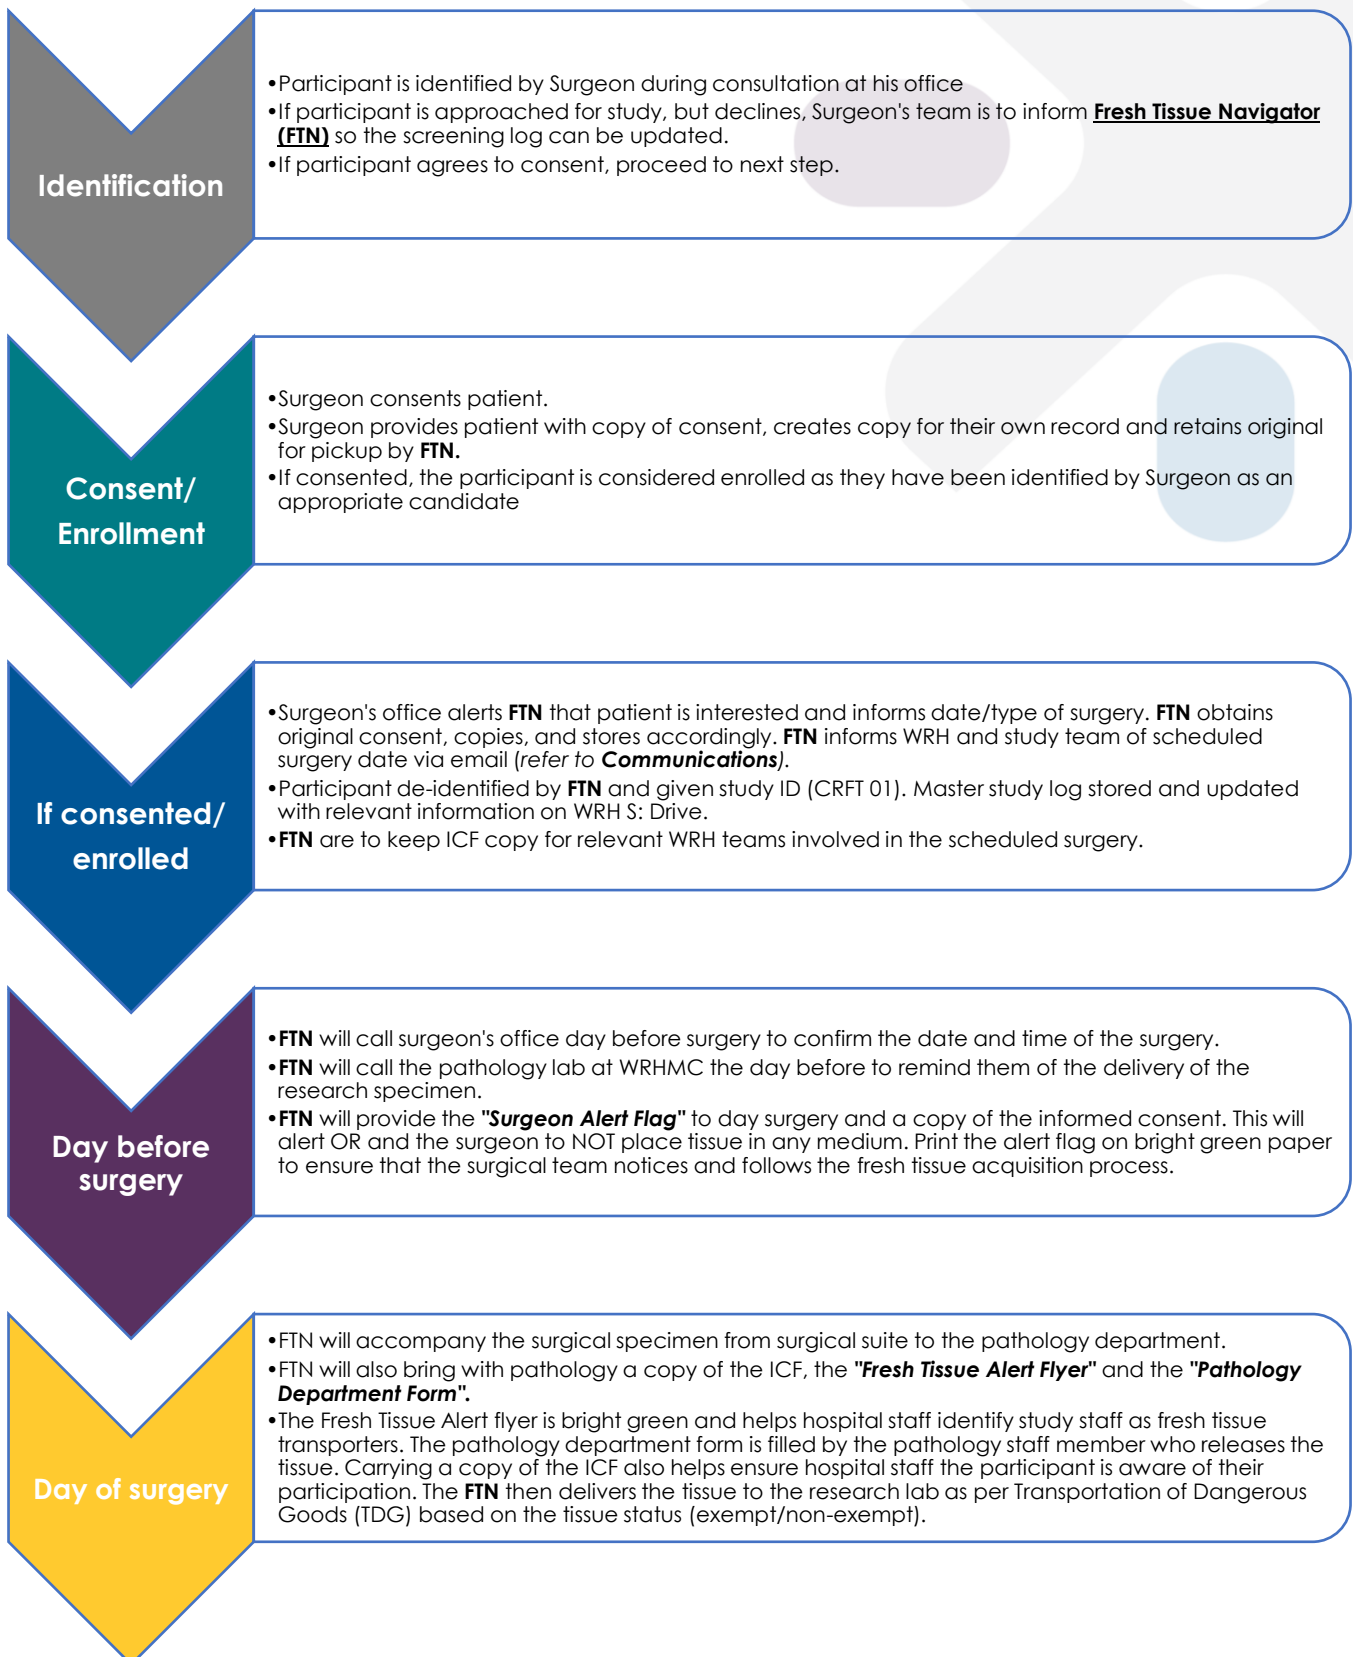 Identification
•Participant is identified by Surgeon during consultation at his office
•If participant is approached for study, but declines, Surgeon's team is to inform Fresh Tissue Navigator
(FTN) so the screening log can be updated.
•If participant agrees to consent, proceed to next step.
Consent/
Enrollment
•Surgeon consents patient.
•Surgeon provides patient with copy of consent, creates copy for their own record and retains original
for pickup by FTN.
•If consented, the participant is considered enrolled as they have been identified by Surgeon as an
appropriate candidate
If consented/
enrolled
•Surgeon's office alerts FTN that patient is interested and informs date/type of surgery. FTN obtains
original consent, copies, and stores accordingly. FTN informs WRH and study team of scheduled
surgery date via email (refer to Communications).
•Participant de-identified by FTN and given study ID (CRFT 01). Master study log stored and updated
with relevant information on WRH S: Drive.
•FTN are to keep ICF copy for relevant WRH teams involved in the scheduled surgery.
Day before
surgery
•FTN will call surgeon's office day before surgery to confirm the date and time of the surgery.
•FTN will call the pathology lab at WRHMC the day before to remind them of the delivery of the
research specimen.
•FTN will provide the "Surgeon Alert Flag" to day surgery and a copy of the informed consent. This will
alert OR and the surgeon to NOT place tissue in any medium. Print the alert flag on bright green paper
to ensure that the surgical team notices and follows the fresh tissue acquisition process.
Day of surgery
•FTN will accompany the surgical specimen from surgical suite to the pathology department.
•FTN will also bring with pathology a copy of the ICF, the "Fresh Tissue Alert Flyer" and the "Pathology
Department Form".
•The Fresh Tissue Alert flyer is bright green and helps hospital staff identify study staff as fresh tissue
transporters. The pathology department form is filled by the pathology staff member who releases the
tissue. Carrying a copy of the ICF also helps ensure hospital staff the participant is aware of their
participation. The FTN then delivers the tissue to the research lab as per Transportation of Dangerous
Goods (TDG) based on the tissue status (exempt/non-exempt).